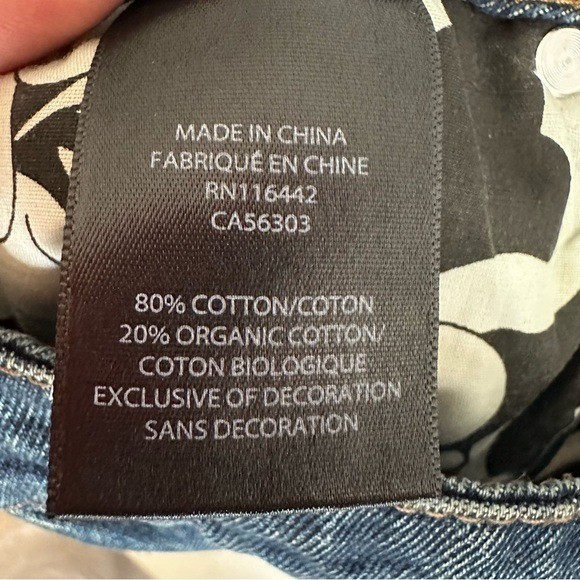 MADE IN CHINA
FABRIQUÉ EN CHINE
RN116442
CA56303
80% COTTON/COTON
20% ORGANIC COTTON/
COTON BIOLOGIQUE
EXCLUSIVE OF DECORATION
SANS DECORATION